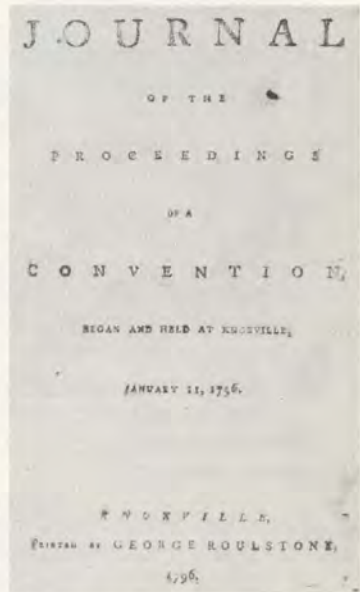 JOURNAL
OF THE
PROCEEDINGS
OF A
CONVENTION,
BEGAN AND HELD AT KNOXVILLE,
JANUARY 11, 1796.
KNOXVILLE,
PRINTED BY GEORGE ROULSTONE,
1796.